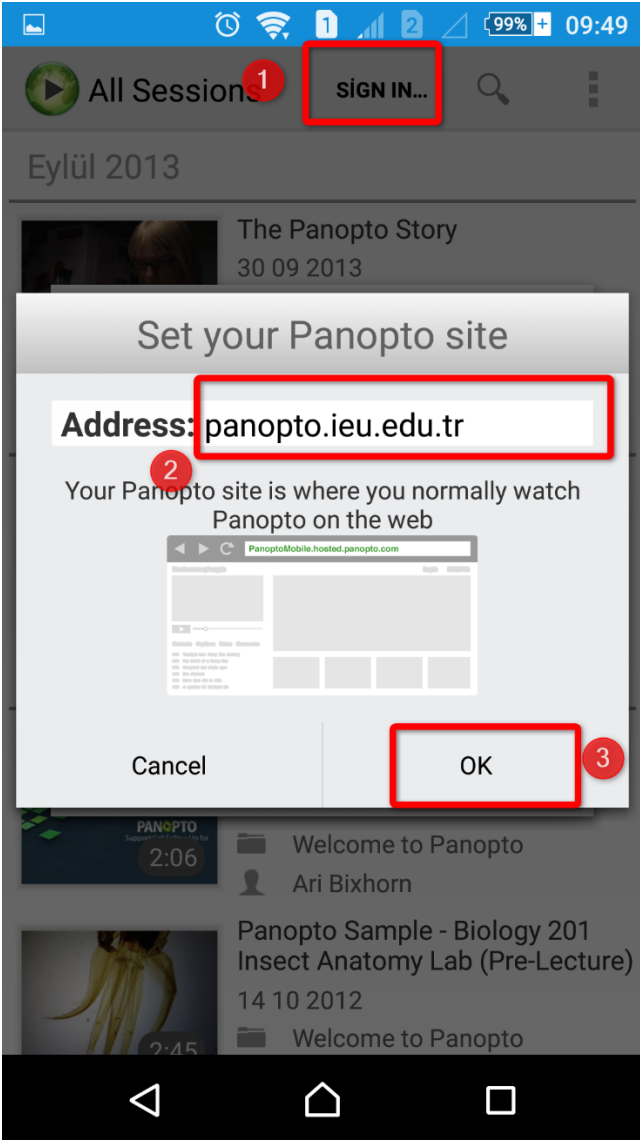 1 2 99% 09:49
All Sessions 1 SİGN IN...
Eylül 2013
The Panopto Story
30 09 2013
Set your Panopto site
Address: panopto.ieu.edu.tr
2
Your Panopto site is where you normally watch
Panopto on the web
PanoptoMobile.hosted.panopto.com
Cancel OK 3
PANOPTO
2:06
Welcome to Panopto
Ari Bixhorn
Panopto Sample - Biology 201
Insect Anatomy Lab (Pre-Lecture)
14 10 2012
2:45
Welcome to Panopto